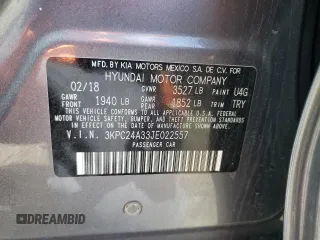 MFD. BY KIA MOTORS MEXICO S.A. DE C.V. FOR
HYUNDAI MOTOR COMPANY
02/18 GVWR 3527 LB PAINT U4G
GAWR FRONT 1940 LB GAWR REAR 1852 LB TRIM TRY
THIS VEHICLE CONFORMS TO ALL APPLICABLE U.S.
FEDERAL MOTOR VEHICLE SAFETY, BUMPER, AND
THEFT PREVENTION STANDARDS IN EFFECT ON THE
DATE OF MANUFACTURE SHOWN ABOVE.
V.I.N. 3KPC24A33JE022557
PASSENGER CAR
©DREAMBID